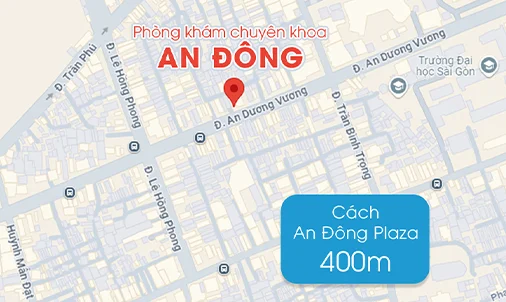 Phòng khám chuyên khoa
AN ĐÔNG
Đ. Trần Phú
Đ. Lê Hồng Phong
Đ. An Dương Vương
Trường Đại
học Sài Gòn
Đ. An Dương Vương
Đ. Trần Bình Trọng
Đ. Lê Hồng Phong
Huỳnh Mẫn Đạt
Cách
An Đông Plaza
400m